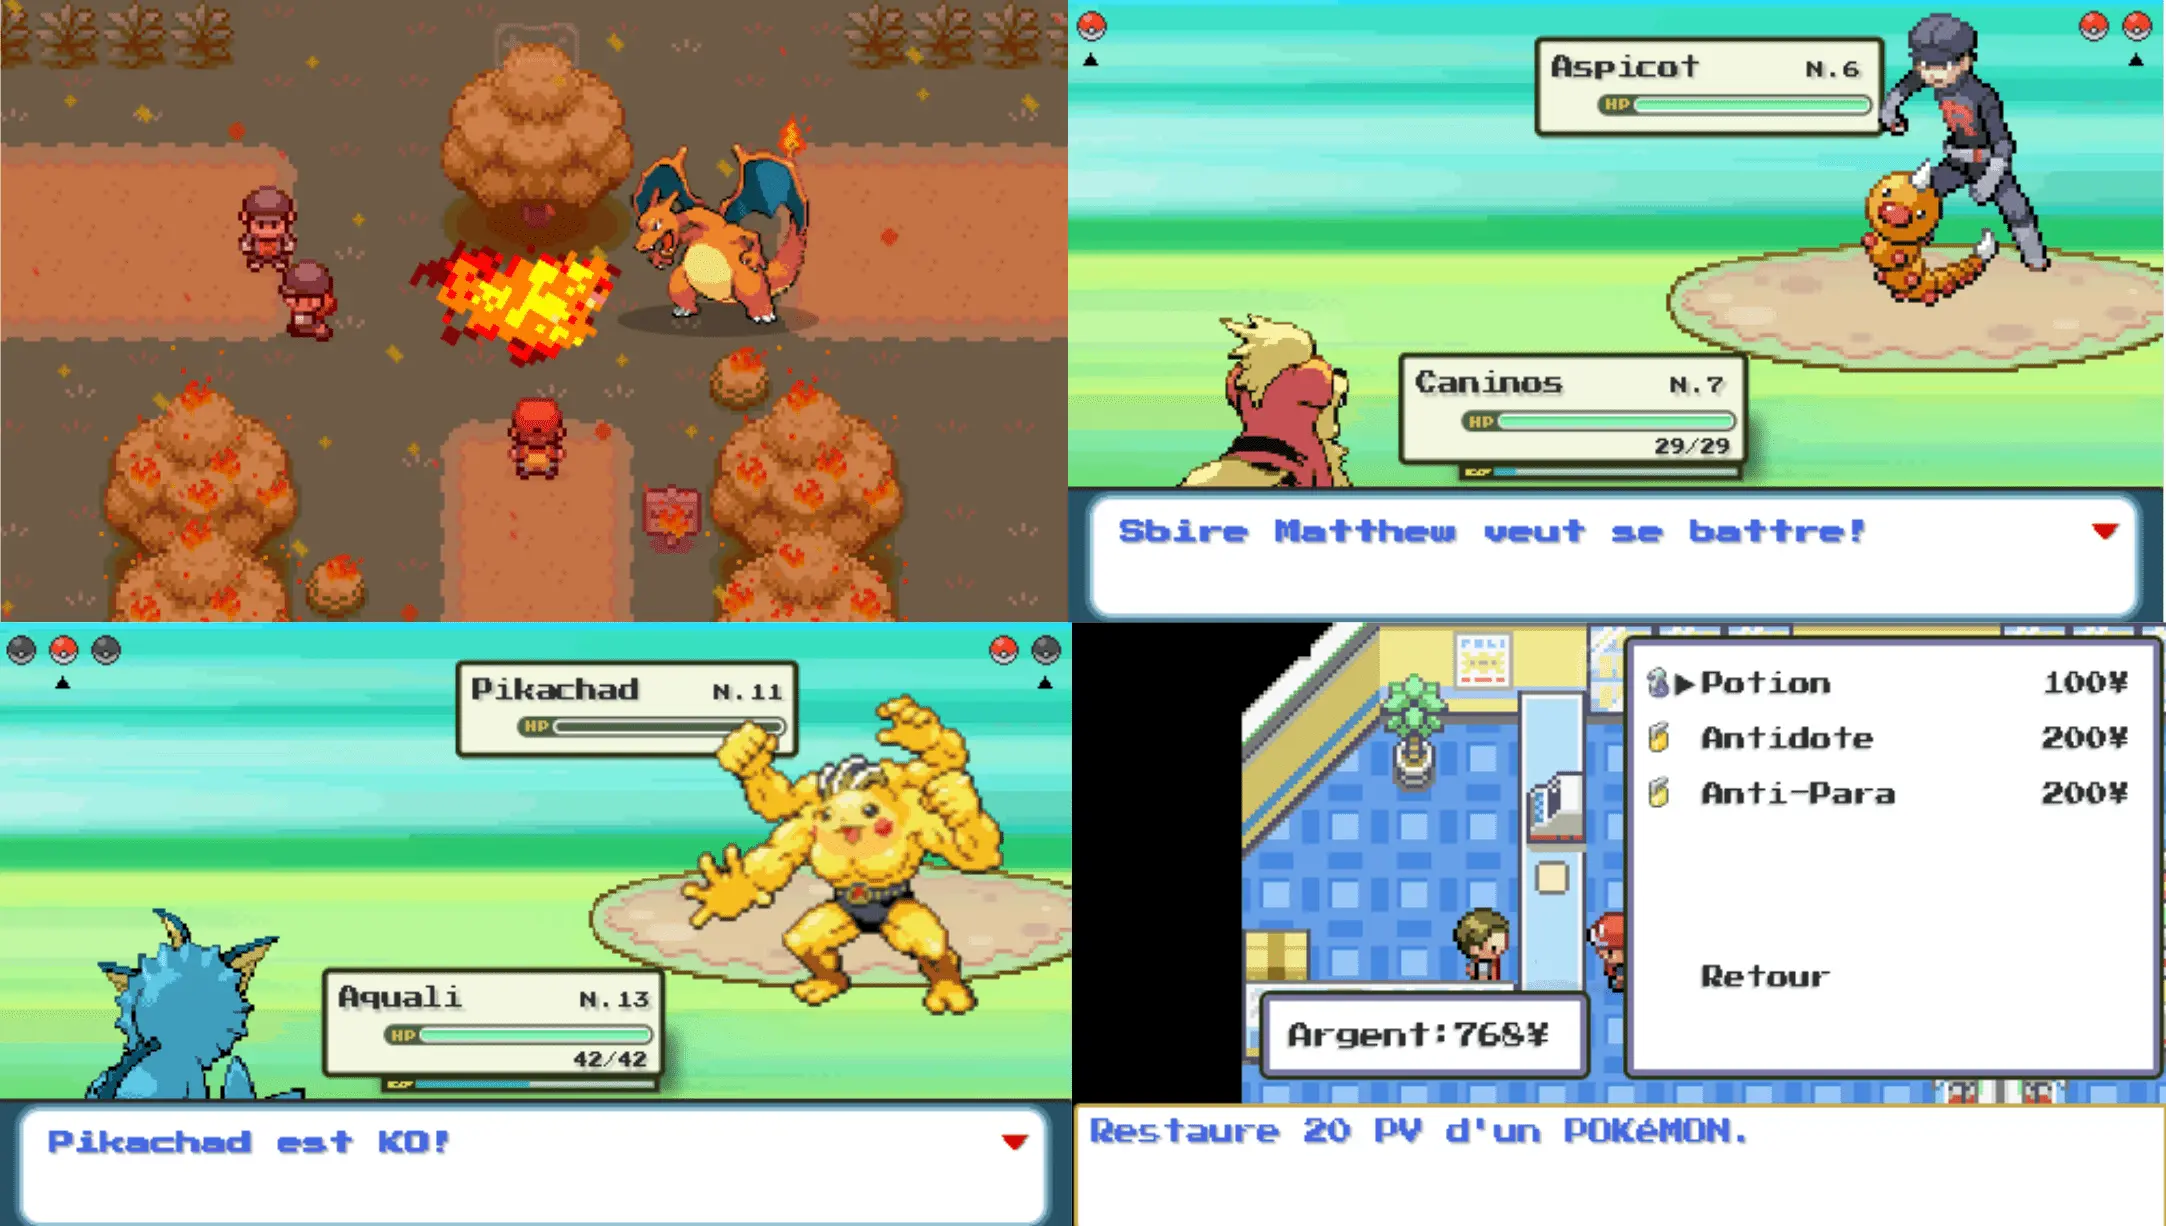 Aspicot N.6
HP
Caninos N.7
HP
29/29
EXP
Sbire Matthew veut se battre!
Pikachad N.11
HP
Aquali N.13
HP
42/42
EXP
Pikachad est KO!
Potion 100¥
Antidote 200¥
Anti-Para 200¥
Retour
Argent:768¥
Restaure 20 PV d'un POKéMON.